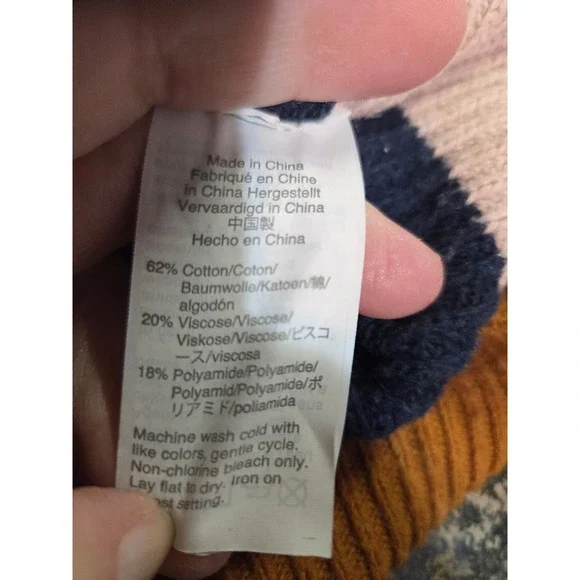 Made in China
Fabriqué en Chine
in China Hergestellt
Vervaardigd in China
中国製
Hecho en China
62% Cotton/Coton/
Baumwolle/Katoen/綿/
algodón
20% Viscose/Viscose/
Viskose/Viscose/ビスコ
ース/viscosa
18% Polyamide/Polyamide/
Polyamid/Polyamide/ポ
リアミド/poliamida
Machine wash cold with
like colors, gentle cycle.
Non-chlorine bleach only.
Lay flat to dry. Iron on
setting.